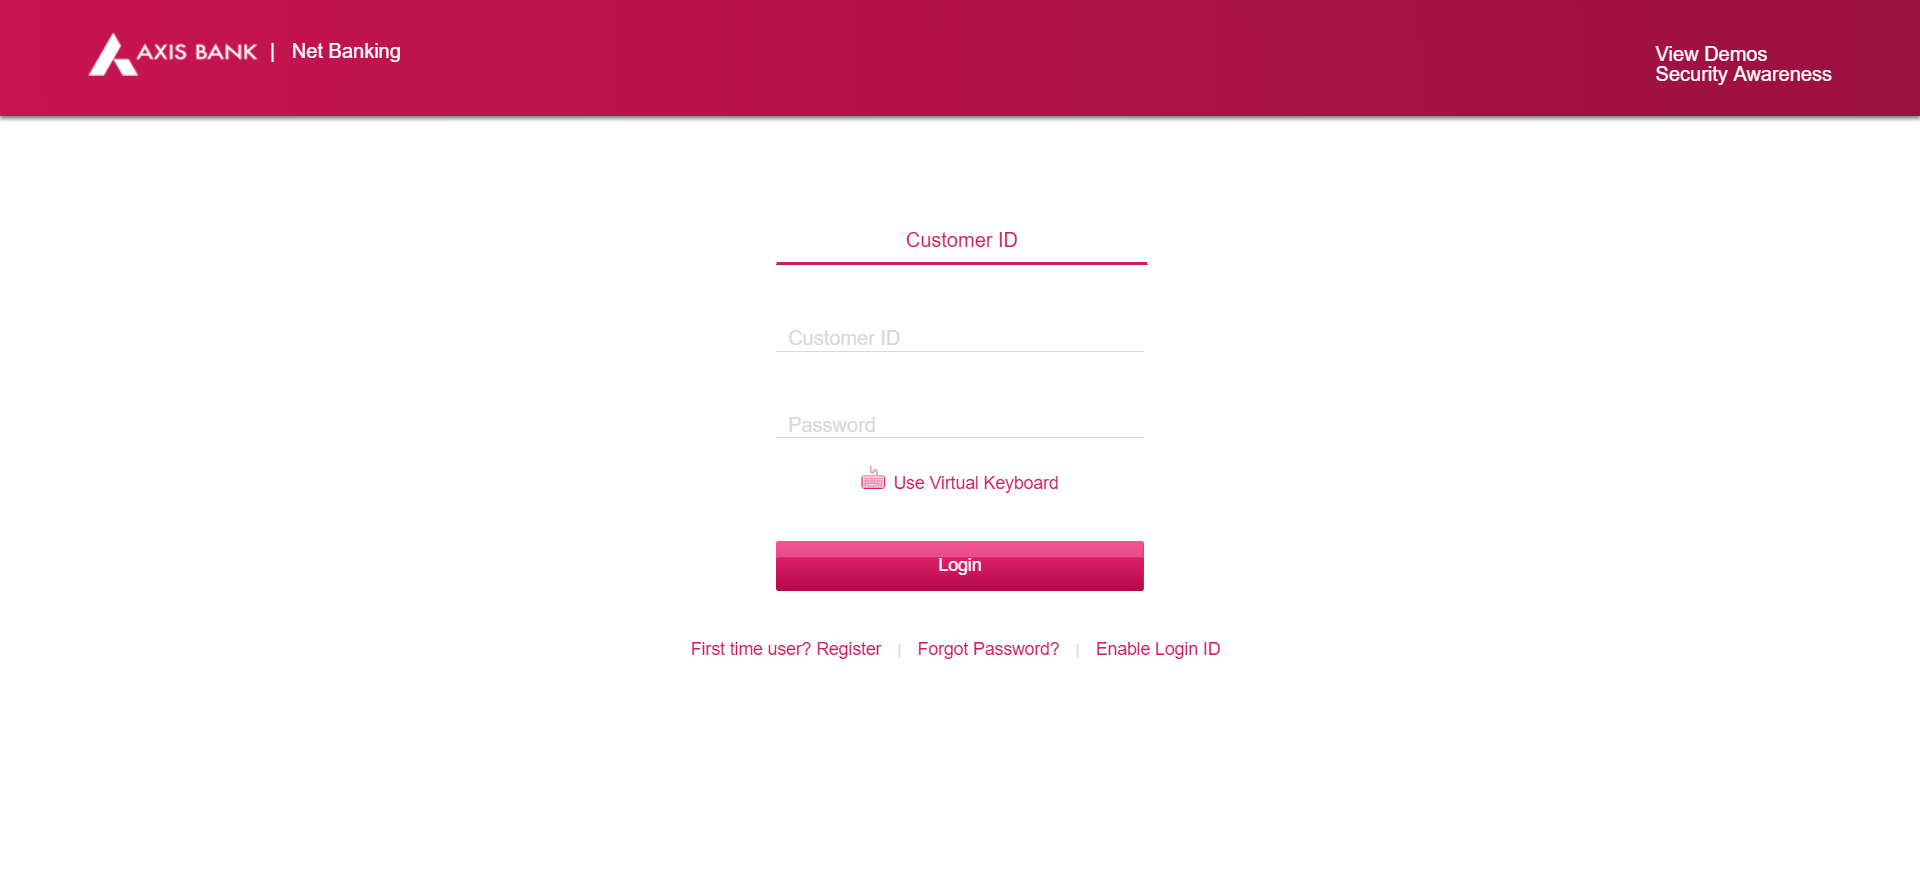 AXIS BANK | Net Banking
View Demos
Security Awareness
Customer ID
Customer ID
Password
Use Virtual Keyboard
Login
First time user? Register | Forgot Password? | Enable Login ID